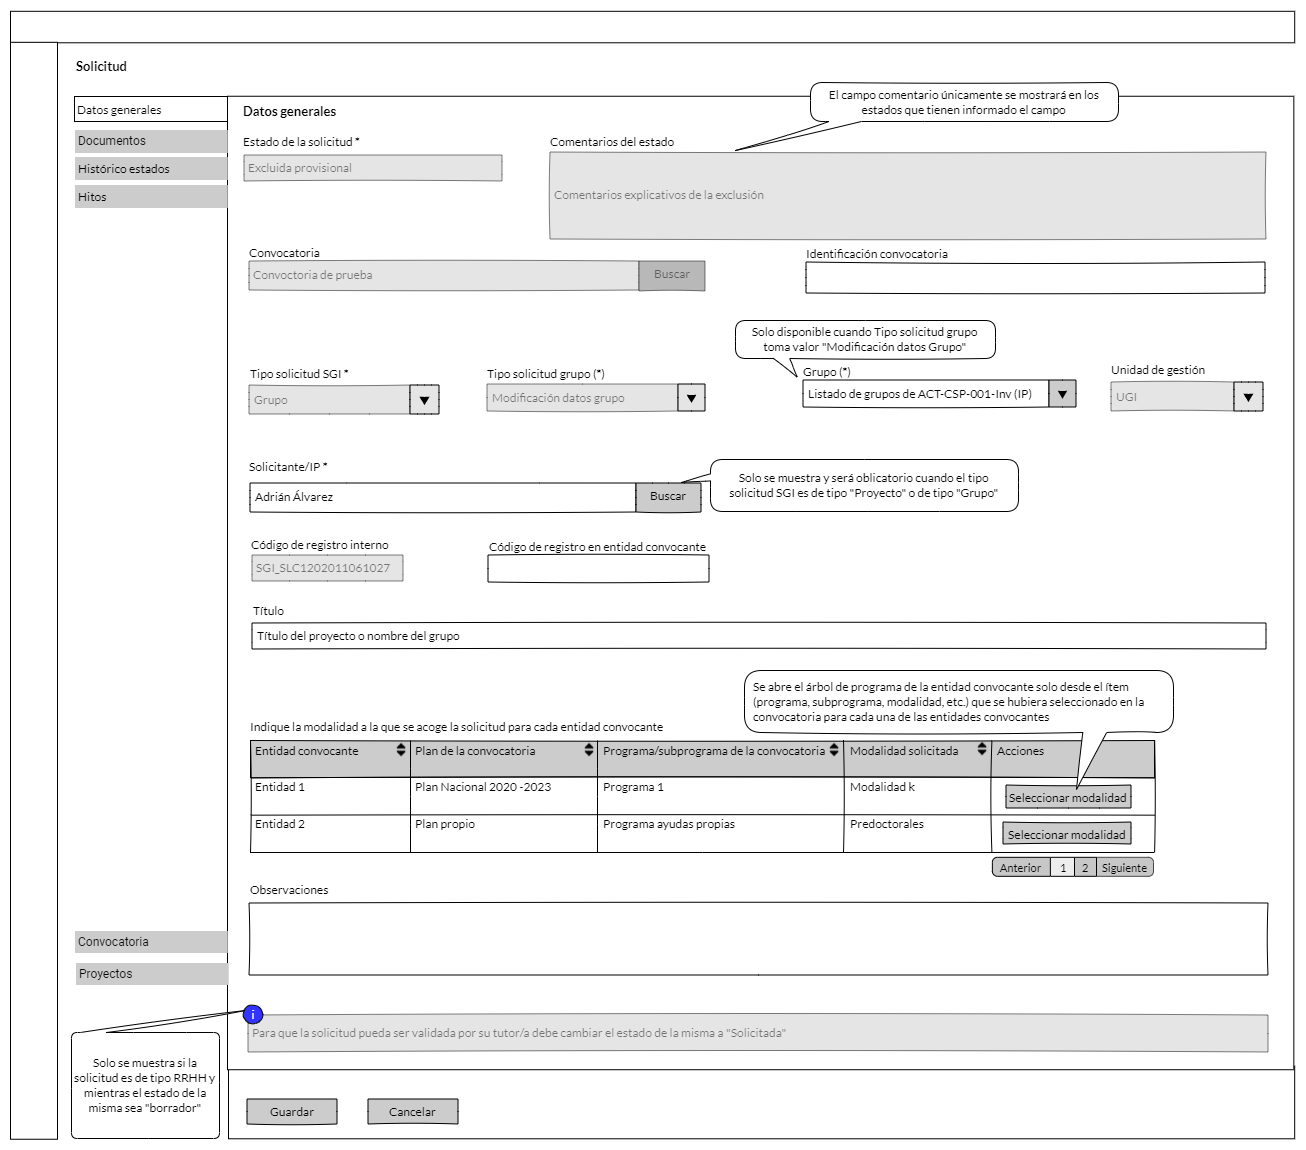 Solicitud
Datos generales
Documentos
Histórico estados
Hitos
Datos generales
El campo comentario únicamente se mostrará en los
estados que tienen informado el campo
Estado de la solicitud *
Comentarios del estado
Excluida provisional
Comentarios explicativos de la exclusión
Convocatoria
Identificación convocatoria
Convoctoria de prueba
Buscar
Solo disponible cuando Tipo solicitud grupo
toma valor "Modificación datos Grupo"
Tipo solicitud SGI *
Tipo solicitud grupo (*)
Grupo (*)
Unidad de gestión
Grupo
Modificación datos grupo
Listado de grupos de ACT-CSP-001-Inv (IP)
UGI
Solicitante/IP *
Adrián Álvarez
Buscar
Solo se muestra y será oblicatorio cuando el tipo
solicitud SGI es de tipo "Proyecto" o de tipo "Grupo"
Código de registro interno
Código de registro en entidad convocante
SGI_SLC1202011061027
Título
Título del proyecto o nombre del grupo
Se abre el árbol de programa de la entidad convocante solo desde el ítem
(programa, subprograma, modalidad, etc.) que se hubiera seleccionado en la
convocatoria para cada una de las entidades convocantes
Indique la modalidad a la que se acoge la solicitud para cada entidad convocante
Entidad convocante
Plan de la convocatoria
Programa/subprograma de la convocatoria
Modalidad solicitada
Acciones
Entidad 1
Plan Nacional 2020 -2023
Programa 1
Modalidad k
Seleccionar modalidad
Entidad 2
Plan propio
Programa ayudas propias
Predoctorales
Seleccionar modalidad
Anterior 1 2 Siguiente
Observaciones
Convocatoria
Proyectos
i
Para que la solicitud pueda ser validada por su tutor/a debe cambiar el estado de la misma a "Solicitada"
Solo se muestra si la
solicitud es de tipo RRHH y
mientras el estado de la
misma sea "borrador"
Guardar
Cancelar